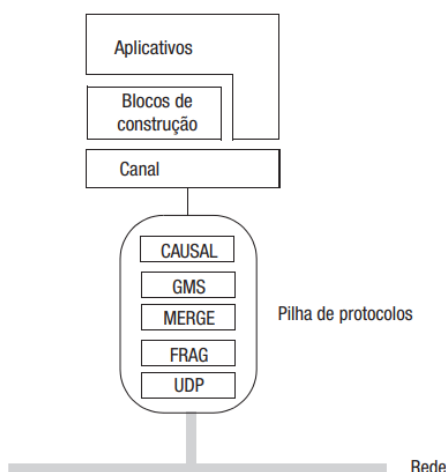 Aplicativos
Blocos de
construção
Canal
CAUSAL
GMS
MERGE
Pilha de protocolos
FRAG
UDP
Rede